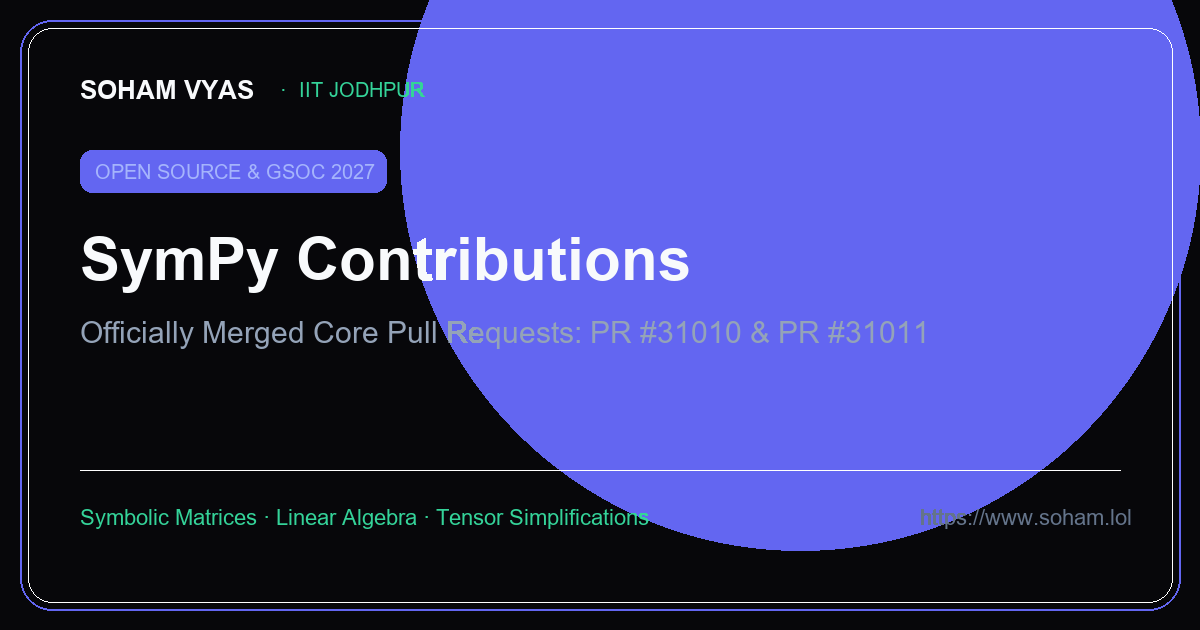 SOHAM VYAS · IIT JODHPUR
OPEN SOURCE & GSOC 2027
SymPy Contributions
Officially Merged Core Pull Requests: PR #31010 & PR #31011
Symbolic Matrices · Linear Algebra · Tensor Simplifications
https://www.soham.lol